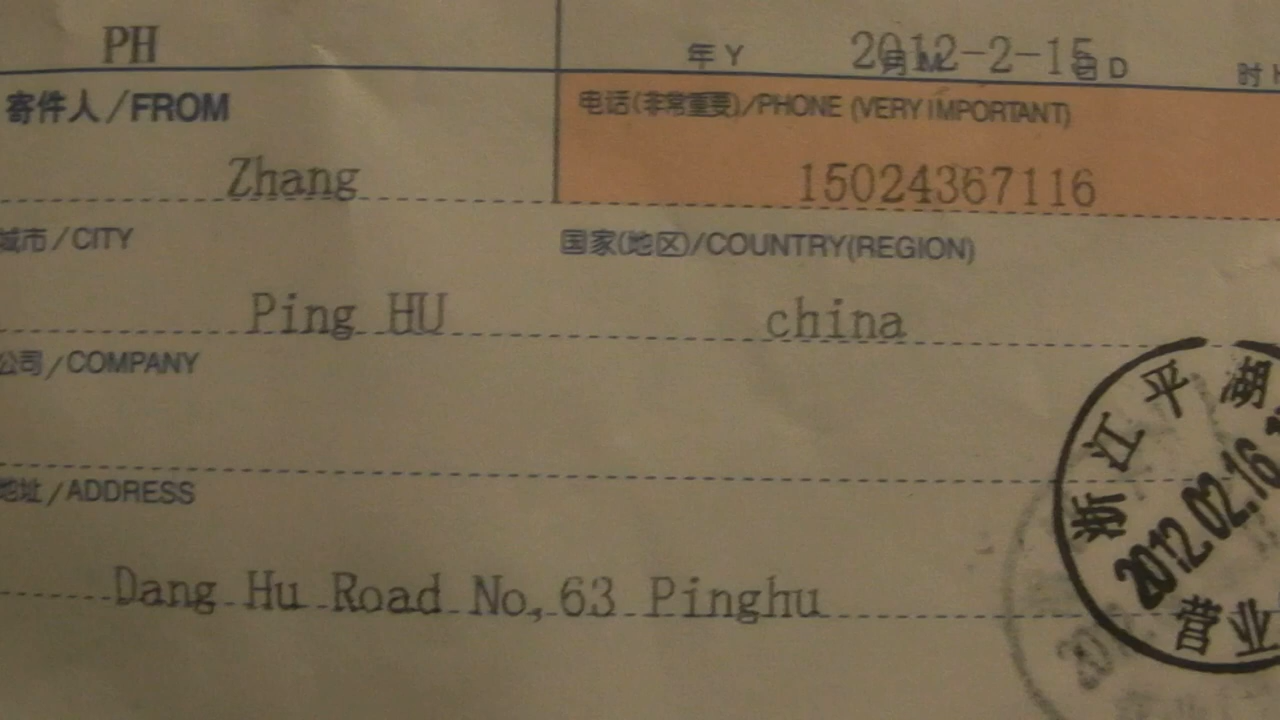 PH 年Y 2012-2-15 月M 日D 时
寄件人/FROM 电话(非常重要)/PHONE (VERY IMPORTANT)
Zhang 15024367116
城市/CITY 国家(地区)/COUNTRY(REGION)
Ping HU china
公司/COMPANY
地址/ADDRESS
Dang Hu Road No,63 Pinghu
浙江平湖
2012.02.16
营业